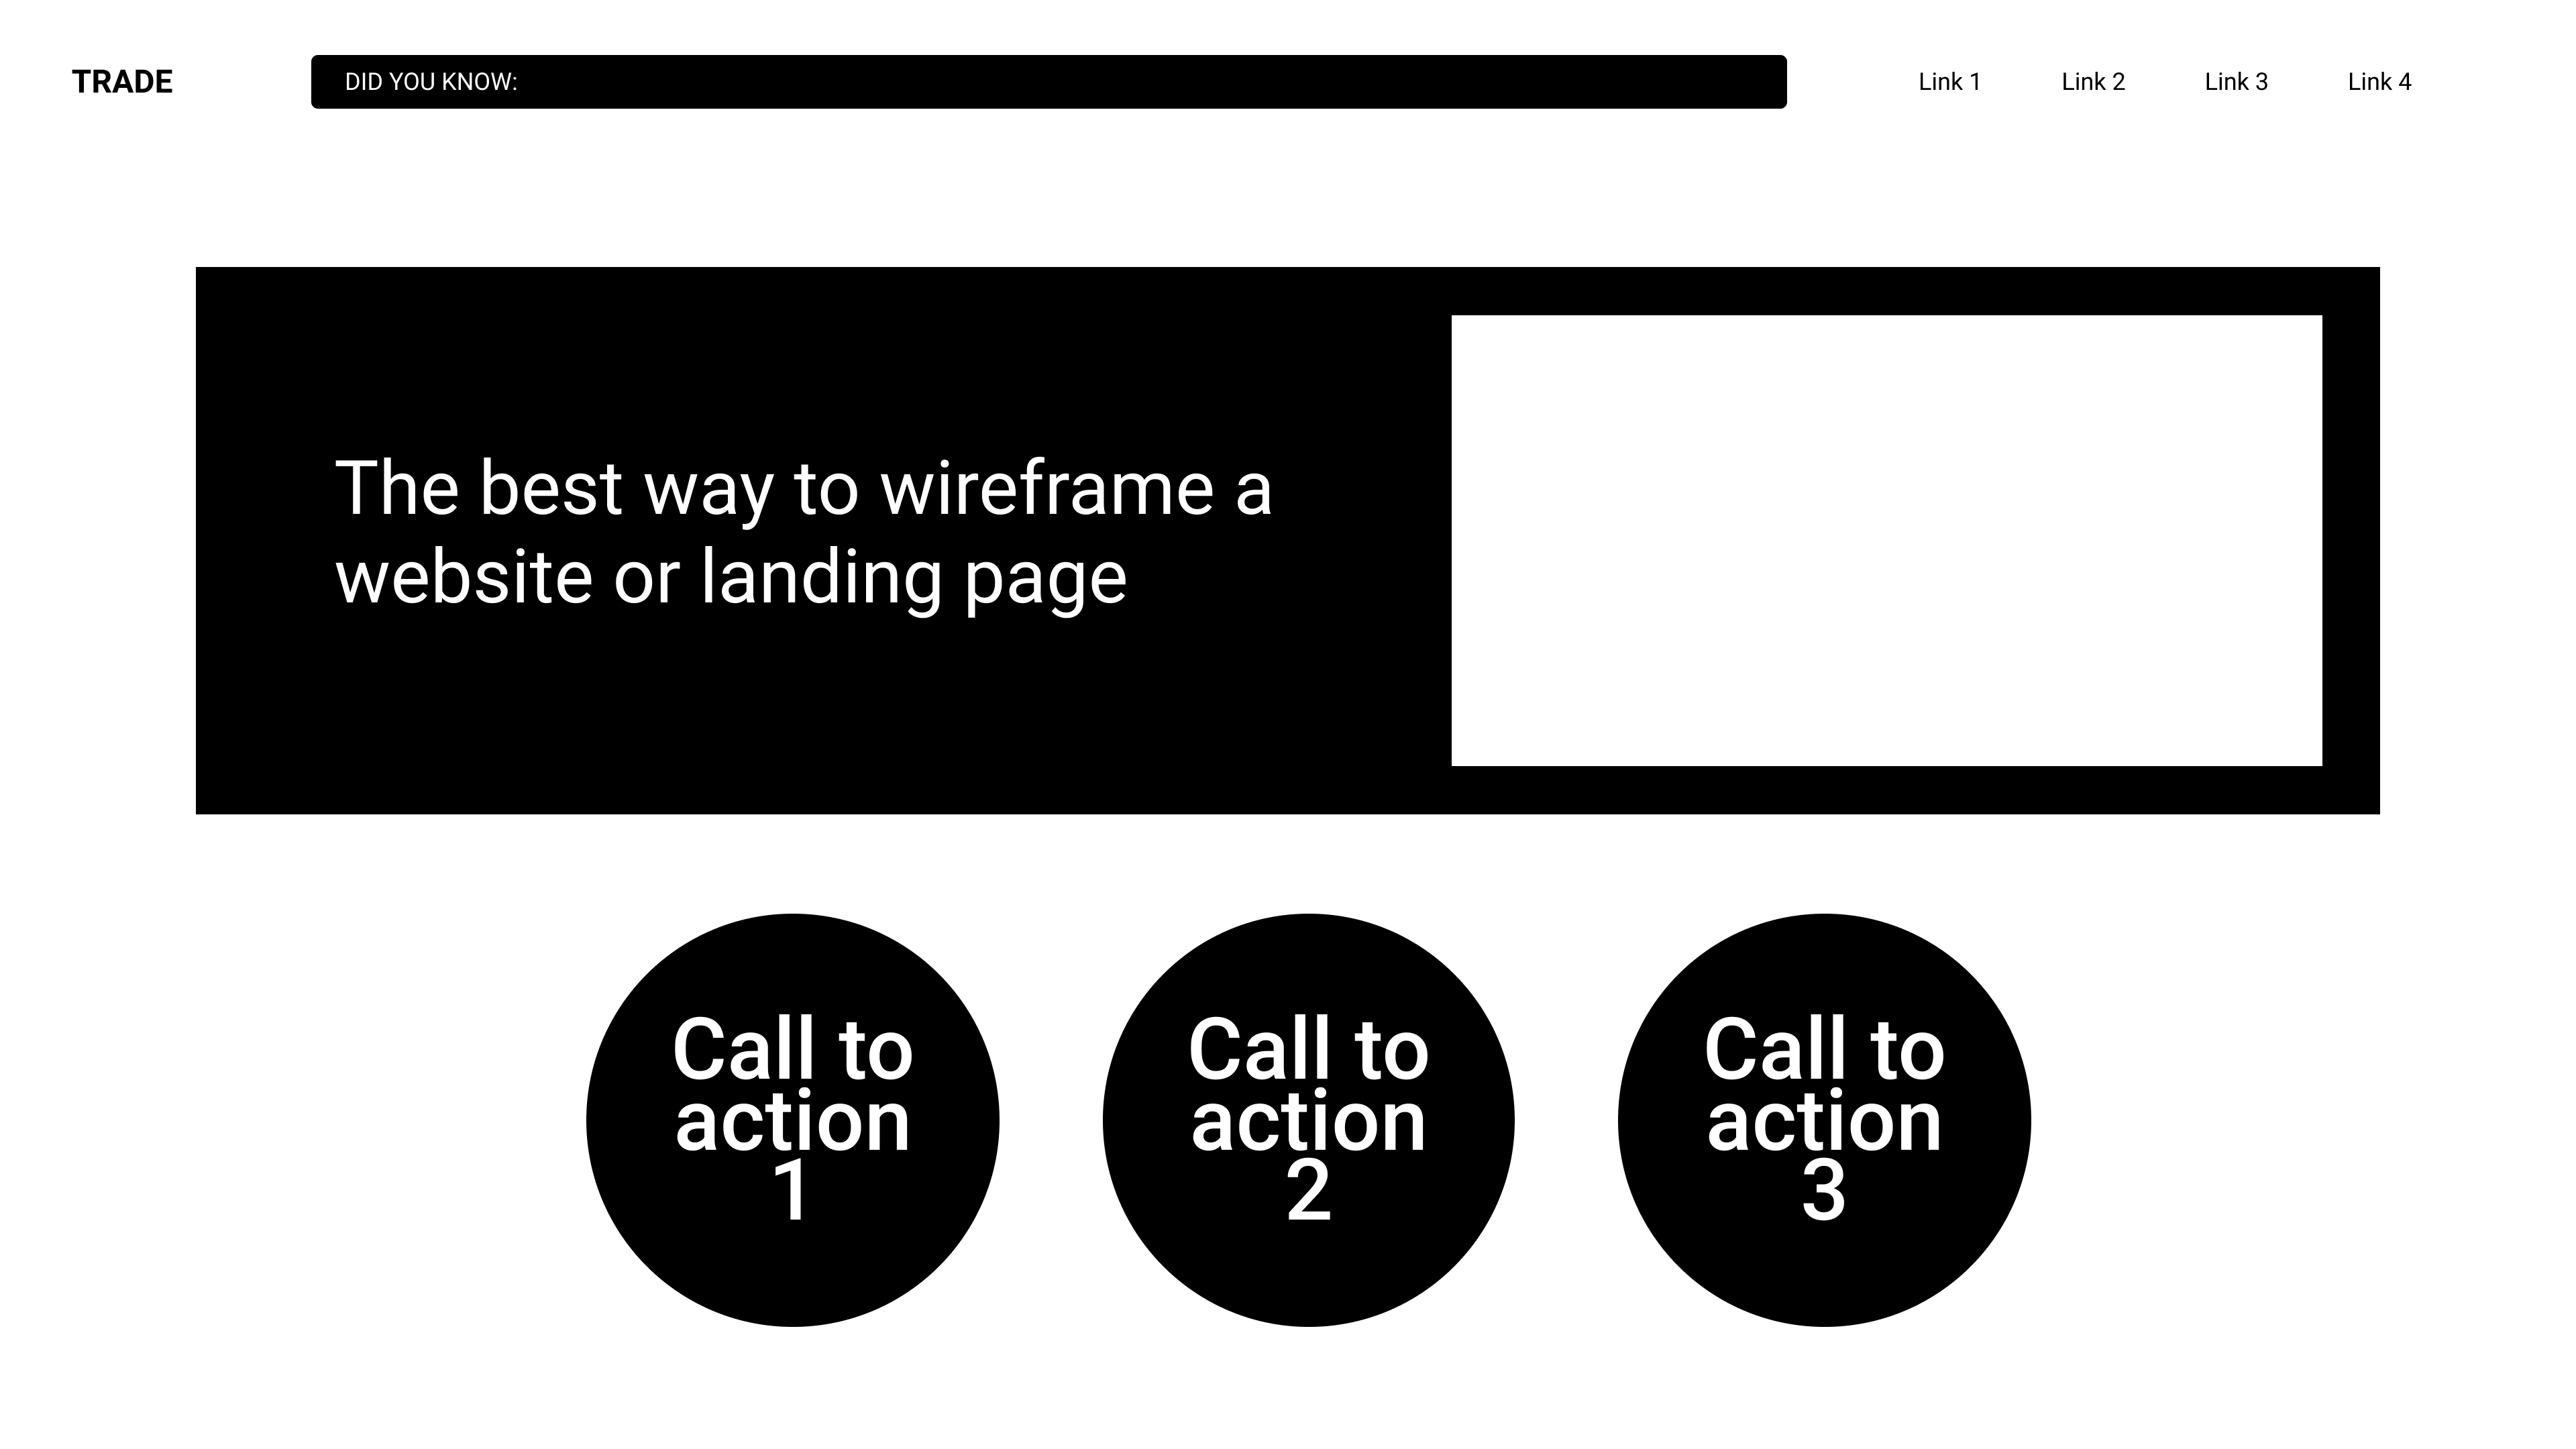 TRADE
DID YOU KNOW:
Link 1
Link 2
Link 3
Link 4
The best way to wireframe a
website or landing page
Call to
action
1
Call to
action
2
Call to
action
3